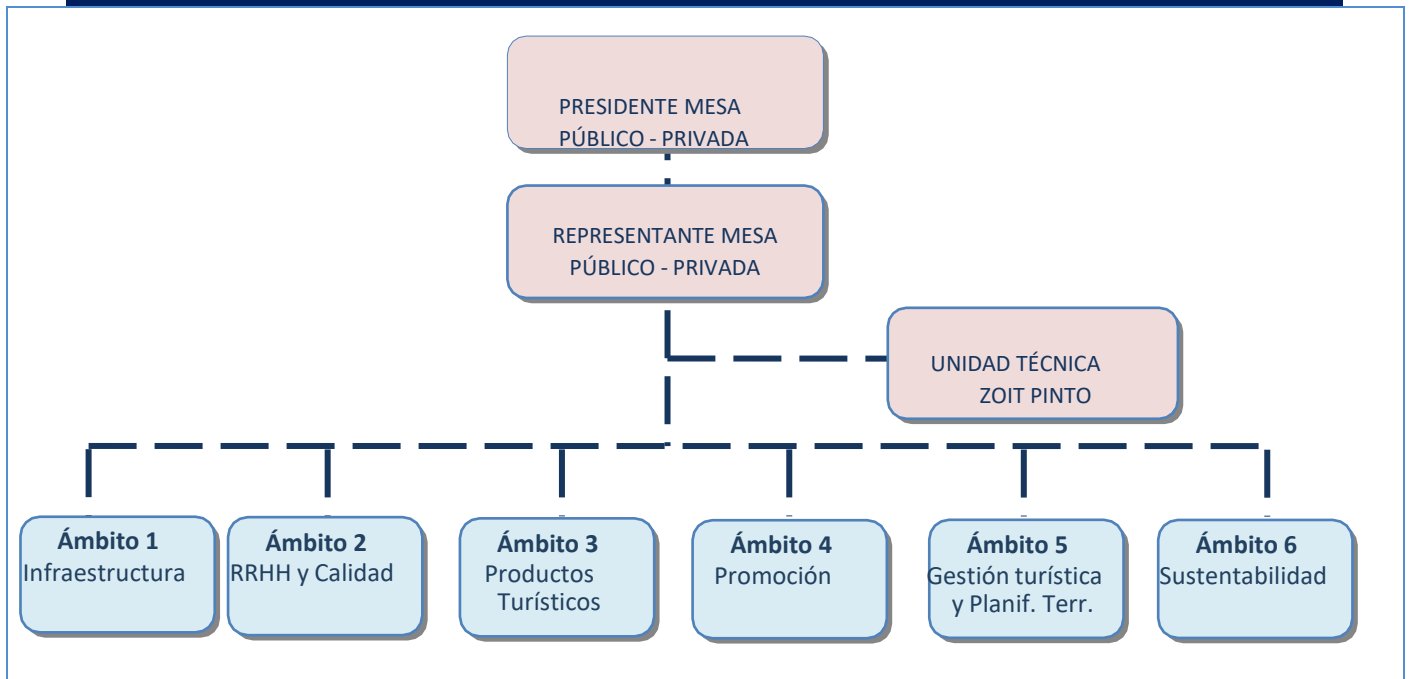 PRESIDENTE MESA
PÚBLICO - PRIVADA
REPRESENTANTE MESA
PÚBLICO - PRIVADA
UNIDAD TÉCNICA
ZOIT PINTO
Ámbito 1
Infraestructura
Ámbito 2
RRHH y Calidad
Ámbito 3
Productos
Turísticos
Ámbito 4
Promoción
Ámbito 5
Gestión turística
y Planif. Terr.
Ámbito 6
Sustentabilidad